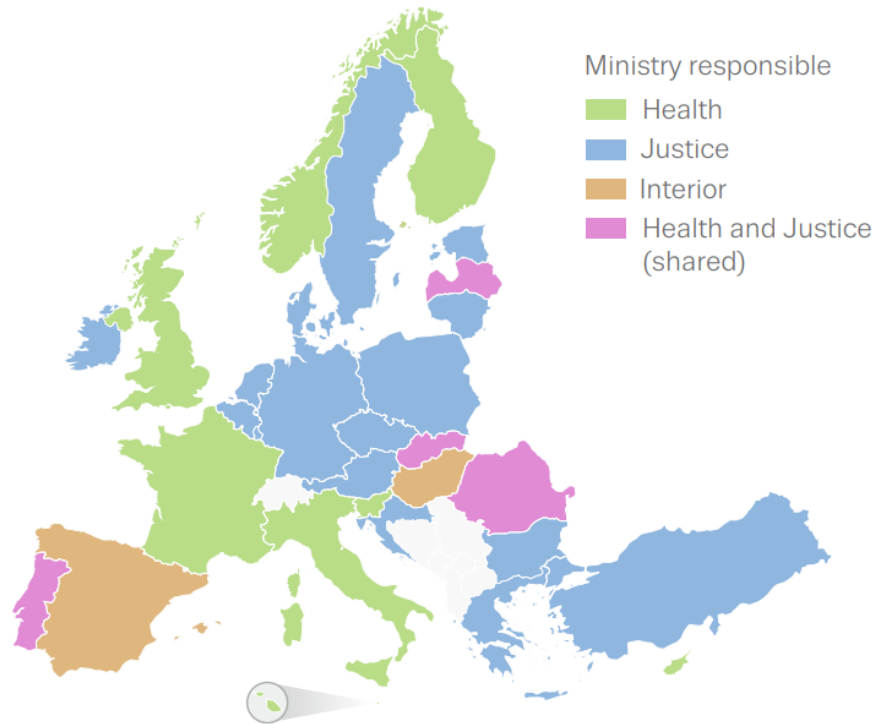 Ministry responsible
Health
Justice
Interior
Health and Justice
(shared)